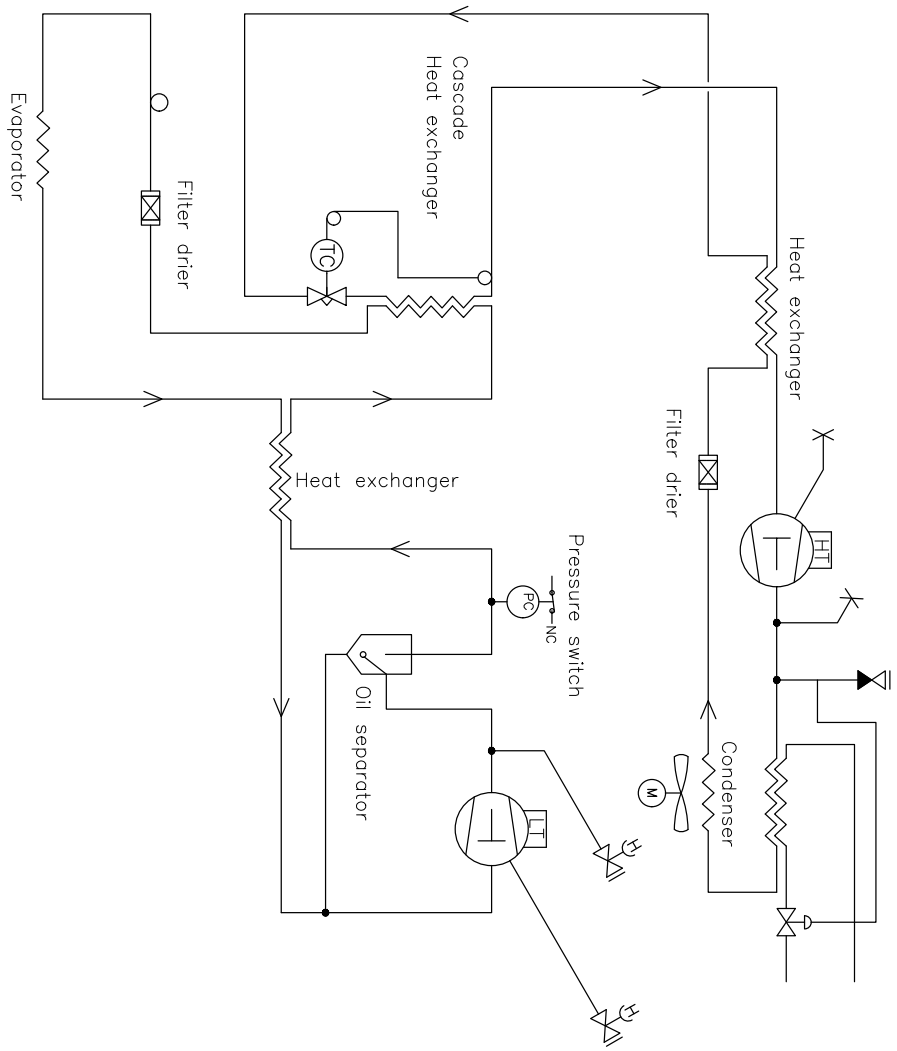 Cascade
Heat exchanger
Evaporator
Filter drier
TC
Heat exchanger
Filter drier
HT
Heat exchanger
Pressure switch
PC
NC
Oil separator
Condenser
M
LT